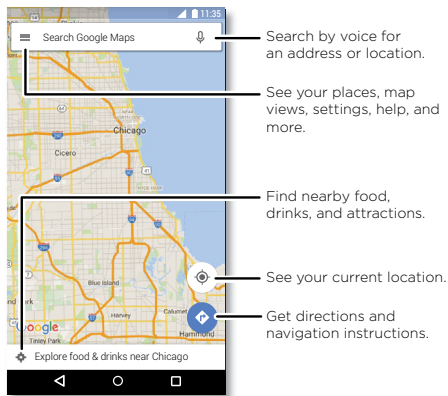 11:35
Search Google Maps
Search by voice for
an address or location.
See your places, map
views, settings, help, and
more.
64
Chicago
Cicero
41
Find nearby food,
drinks, and attractions.
See your current location.
Blue Island
Harvey
Calumet
Get directions and
navigation instructions.
Google
Hammond
Tinley Park
Explore food & drinks near Chicago